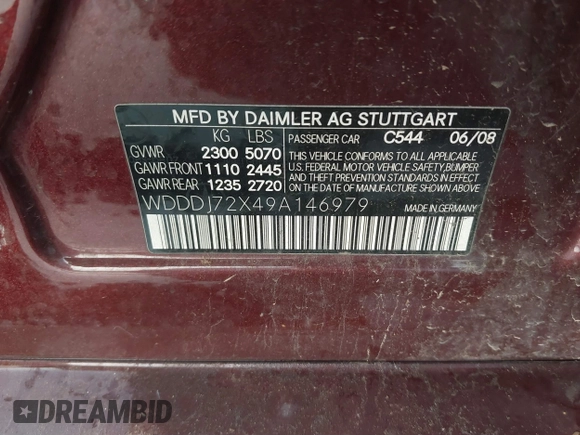 MFD BY DAIMLER AG STUTTGART
KG LBS PASSENGER CAR C544 06/08
GVWR 2300 5070 THIS VEHICLE CONFORMS TO ALL APPLICABLE
GAWR FRONT 1110 2445 U.S. FEDERAL MOTOR VEHICLE SAFETY,BUMPER
GAWR REAR 1235 2720 AND THEFT PREVENTION STANDARDS IN EFFECT
ON THE DATE OF MANUFACTURE SHOWN ABOVE.
WDDDJ72X49A146979
MADE IN GERMANY
DREAMBID